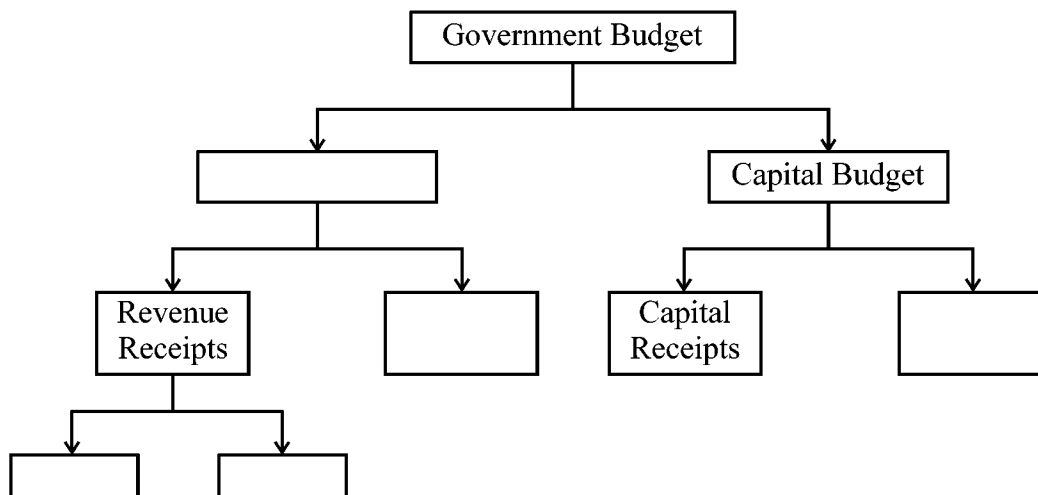 Government Budget
Capital Budget
Revenue
Receipts
Capital
Receipts